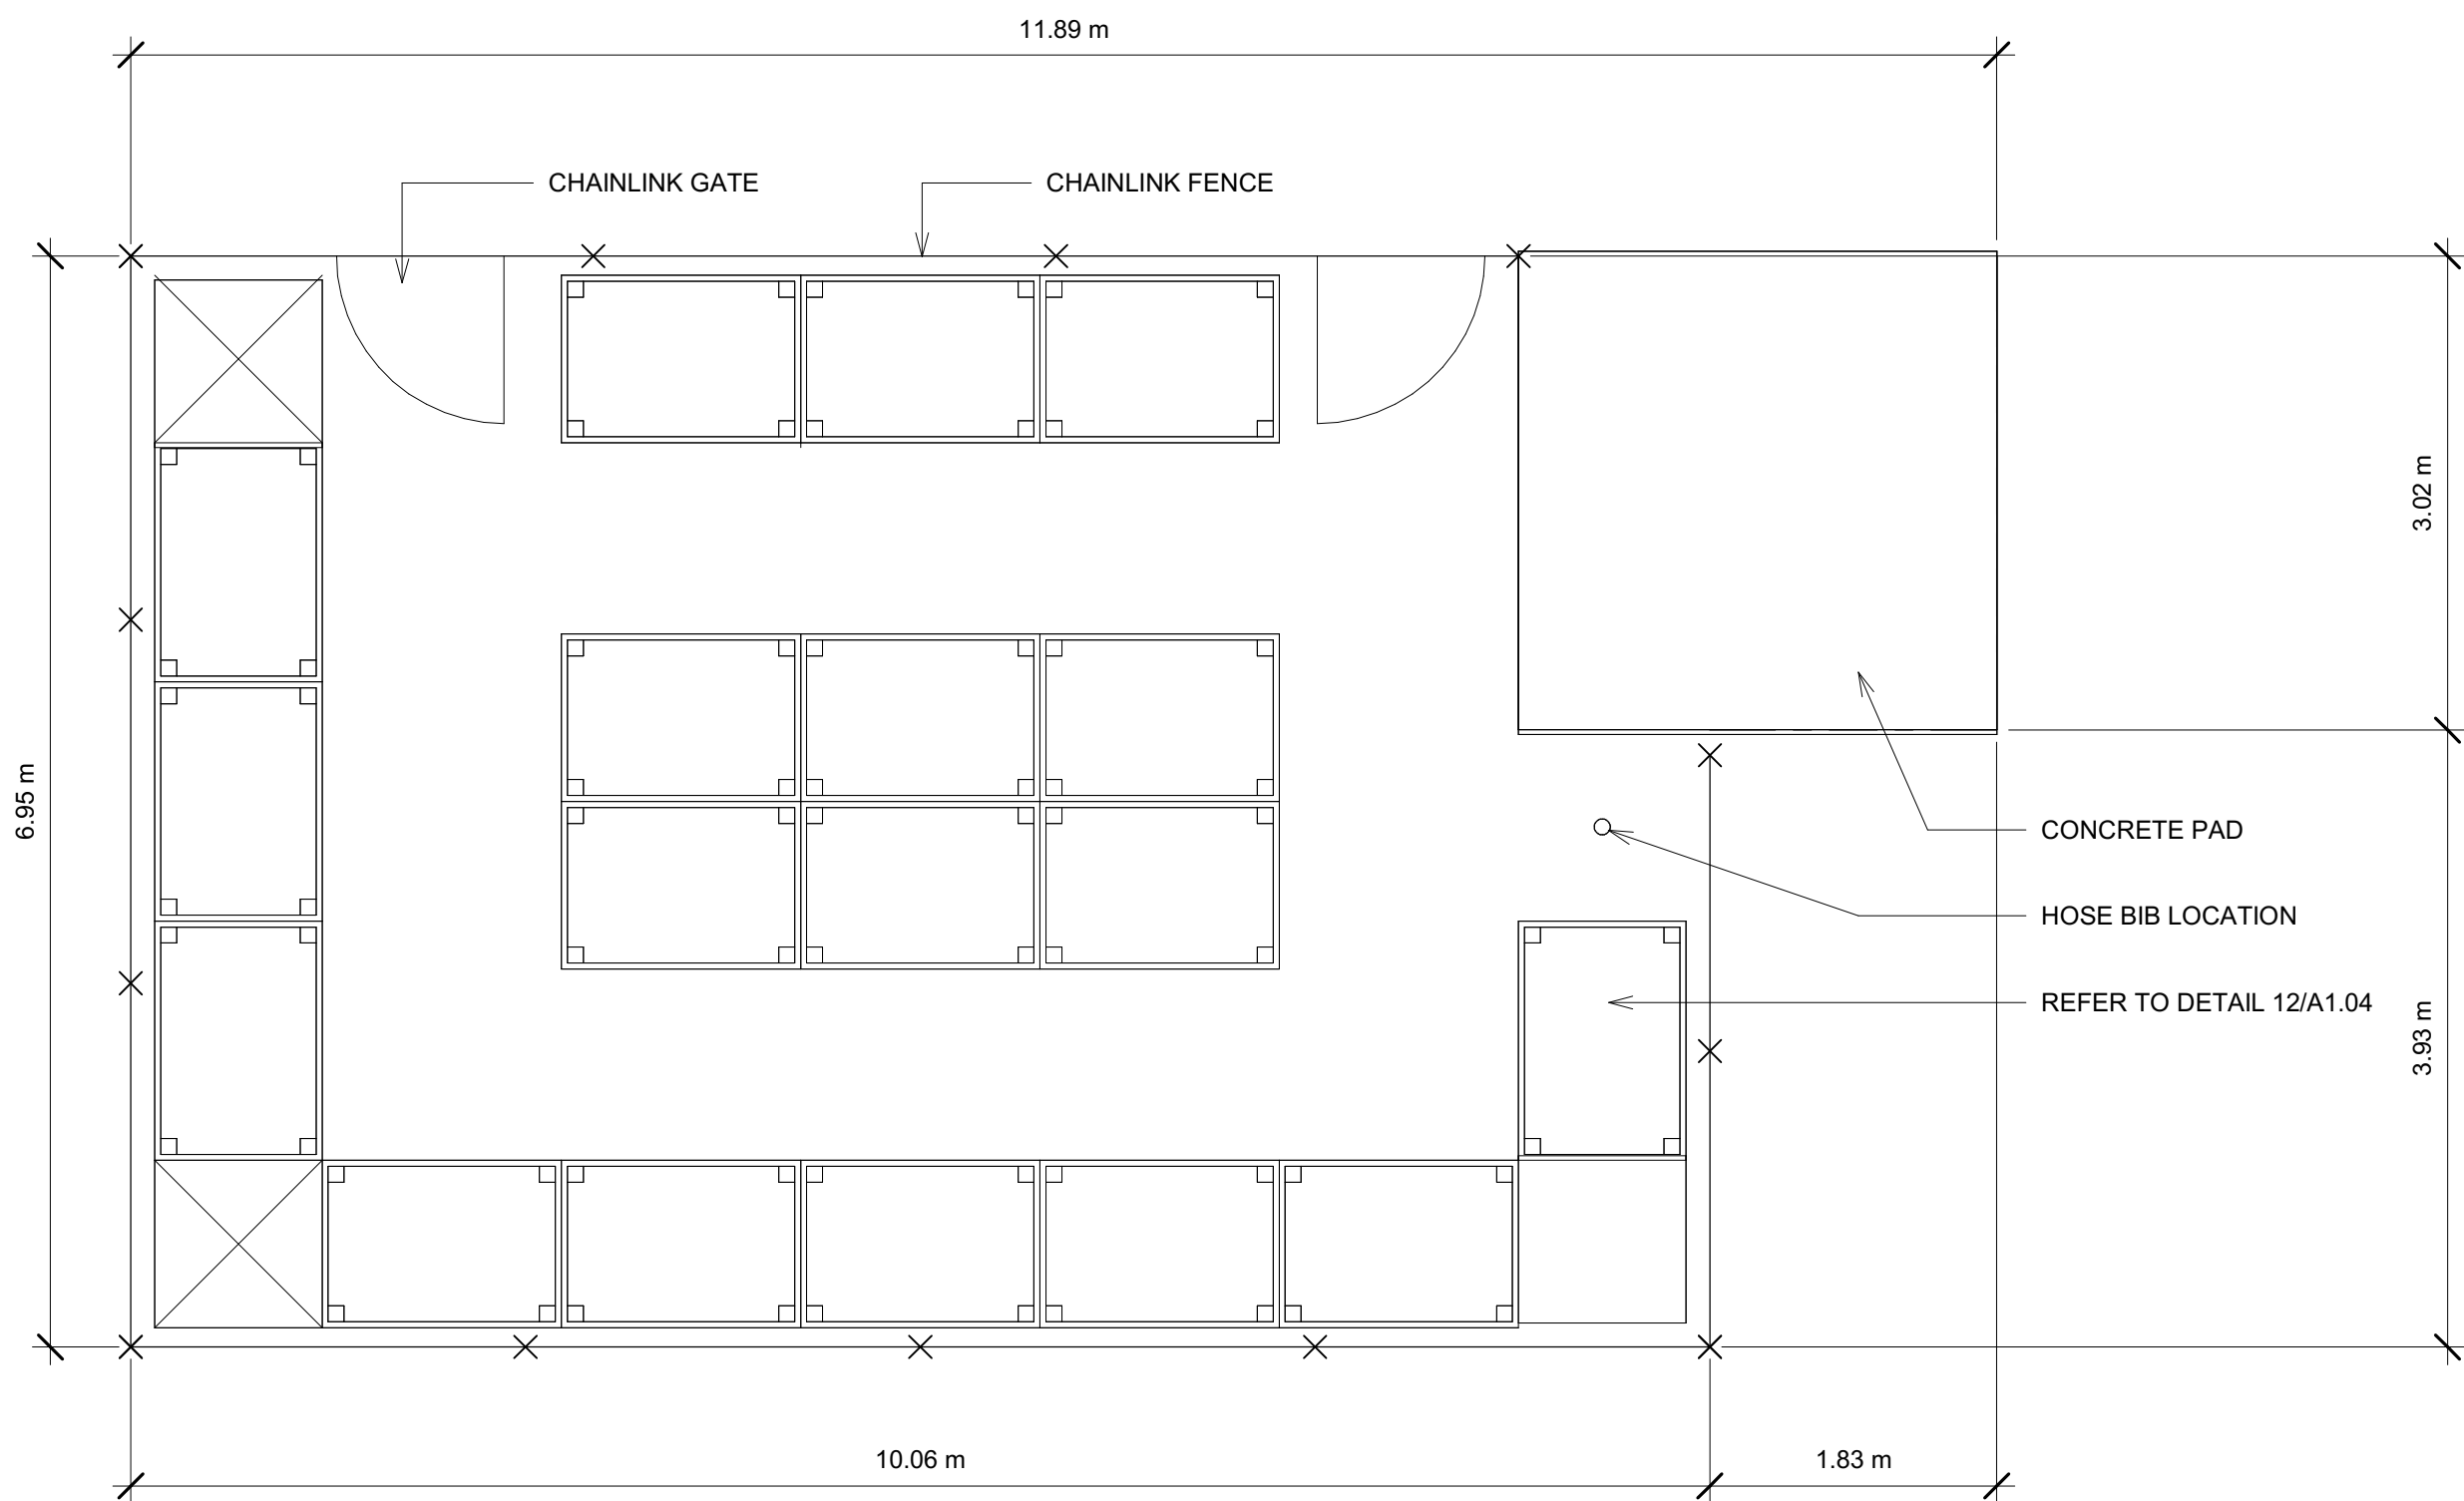 11.89 m
CHAINLINK GATE
CHAINLINK FENCE
3.02 m
6.95 m
CONCRETE PAD
HOSE BIB LOCATION
REFER TO DETAIL 12/A1.04
3.93 m
10.06 m
1.83 m